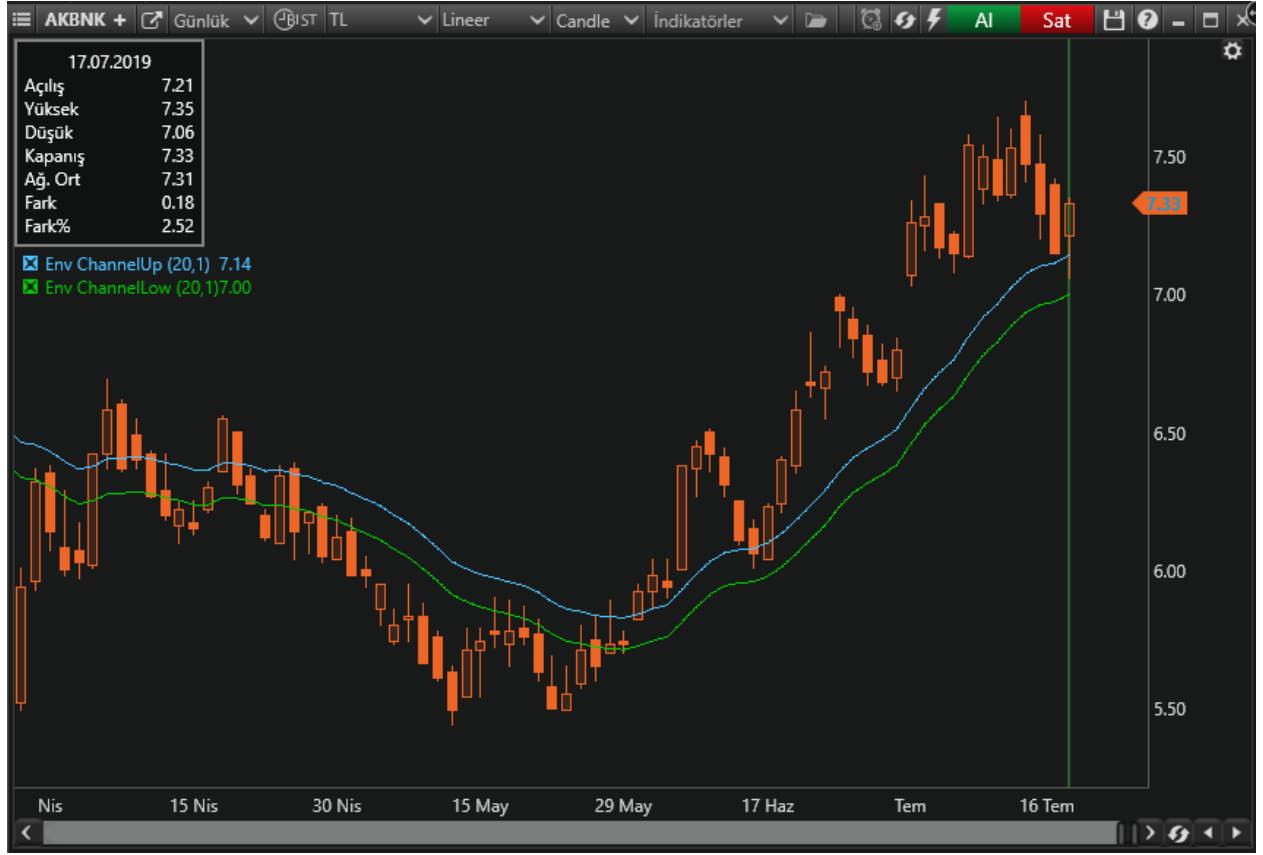 AKBNK + Günlük BIST TL Lineer Candle İndikatörler Al Sat
17.07.2019
Açılış 7.21
Yüksek 7.35
Düşük 7.06
Kapanış 7.33
Ağ. Ort 7.31
Fark 0.18
Fark% 2.52
Env ChannelUp (20,1) 7.14
Env ChannelLow (20,1)7.00
7.50
7.33
7.00
6.50
6.00
5.50
Nis 15 Nis 30 Nis 15 May 29 May 17 Haz Tem 16 Tem